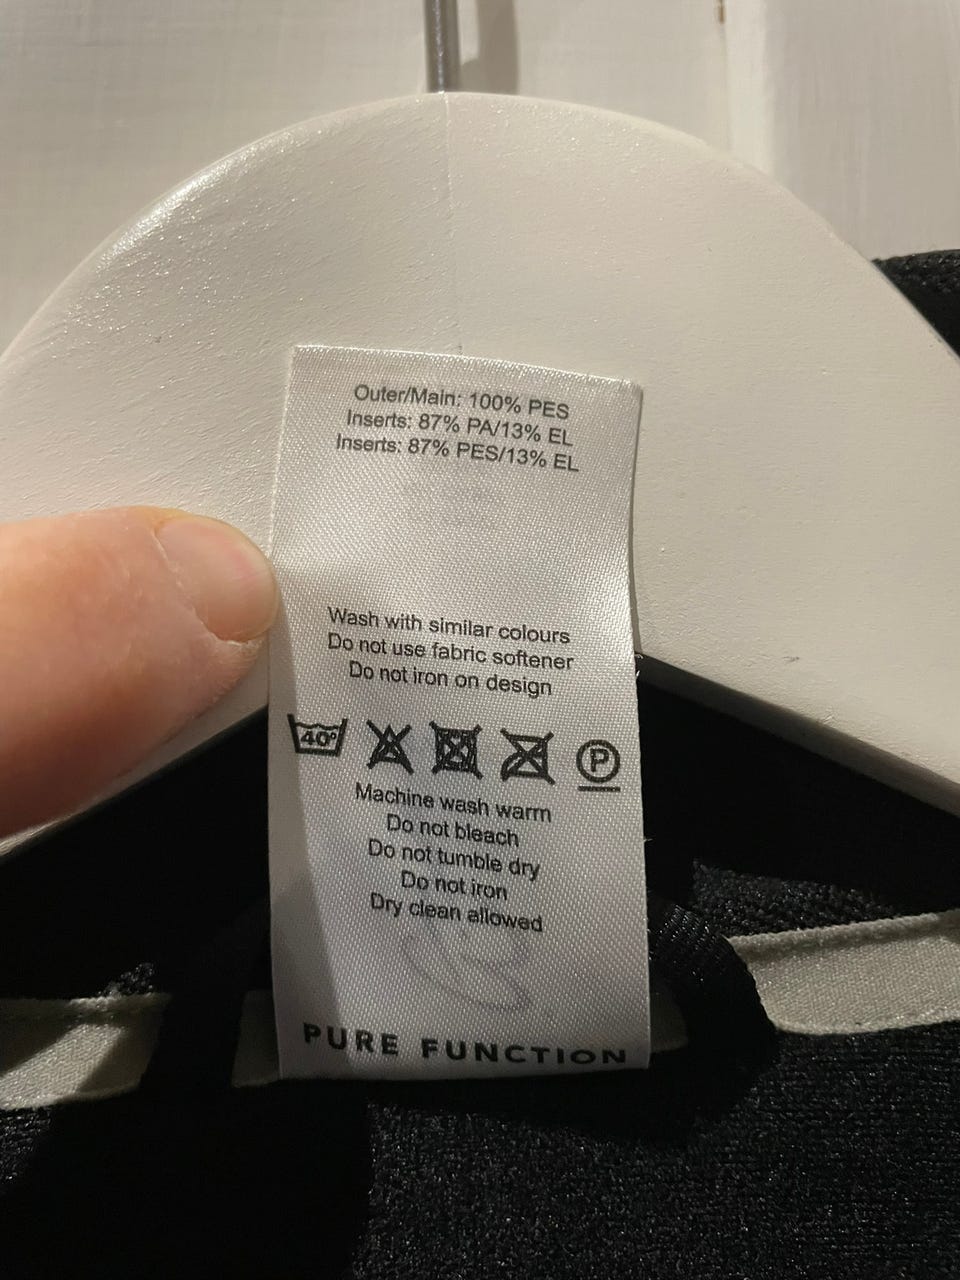 Outer/Main: 100% PES
Inserts: 87% PA/13% EL
Inserts: 87% PES/13% EL
Wash with similar colours
Do not use fabric softener
Do not iron on design
40° P
Machine wash warm
Do not bleach
Do not tumble dry
Do not iron
Dry clean allowed
PURE FUNCTION